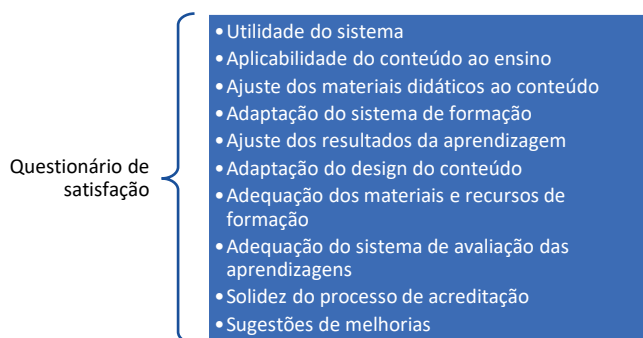 Questionário de
satisfação
•Utilidade do sistema
•Aplicabilidade do conteúdo ao ensino
•Ajuste dos materiais didáticos ao conteúdo
•Adaptação do sistema de formação
•Ajuste dos resultados da aprendizagem
•Adaptação do design do conteúdo
•Adequação dos materiais e recursos de
formação
•Adequação do sistema de avaliação das
aprendizagens
•Solidez do processo de acreditação
•Sugestões de melhorias